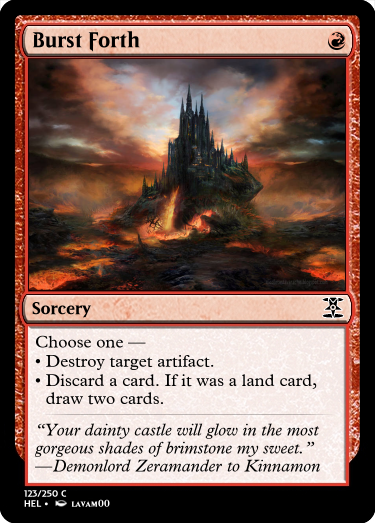 Burst Forth
Sorcery
Choose one —
• Destroy target artifact.
• Discard a card. If it was a land card,
draw two cards.
“Your dainty castle will glow in the most
gorgeous shades of brimstone my sweet.”
—Demonlord Zeramander to Kinnamon
123/250 C
HEL • LAVAM00